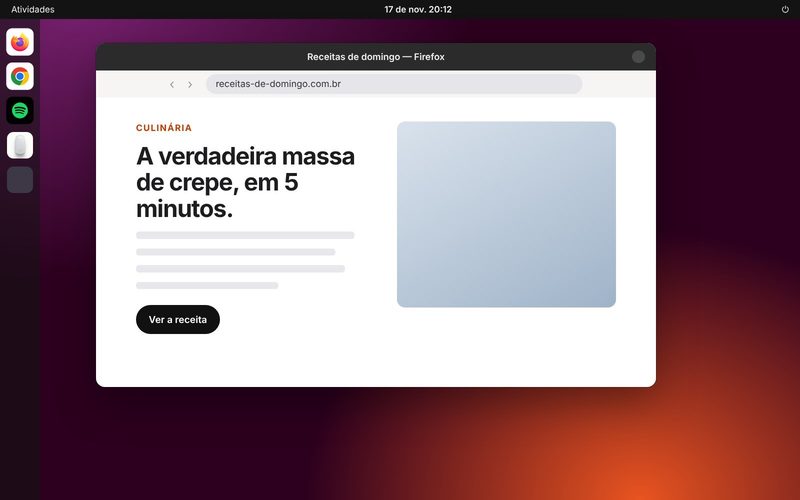 Atividades
17 de nov. 20:12
Receitas de domingo — Firefox
receitas-de-domingo.com.br
CULINÁRIA
A verdadeira massa
de crepe, em 5
minutos.
Ver a receita